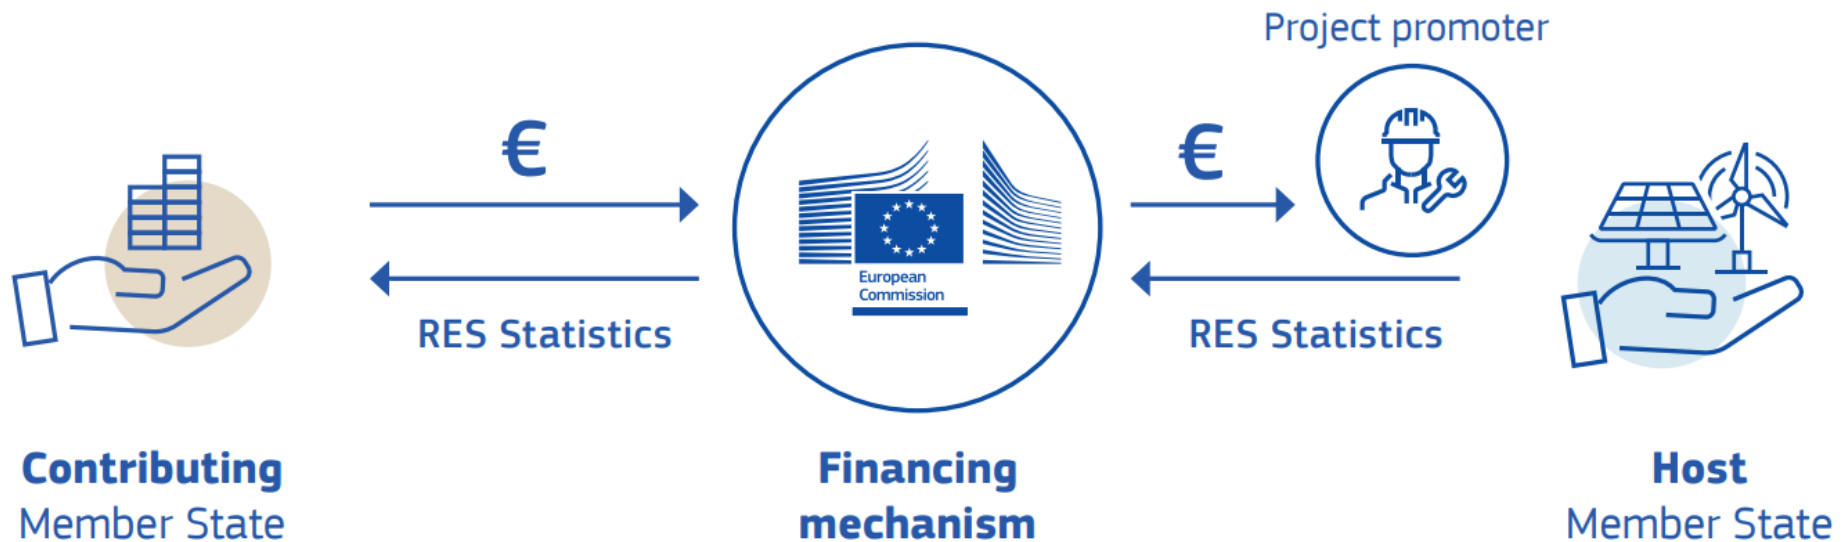 Project promoter
€
€
European
Commission
RES Statistics
RES Statistics
Contributing
Member State
Financing
mechanism
Host
Member State